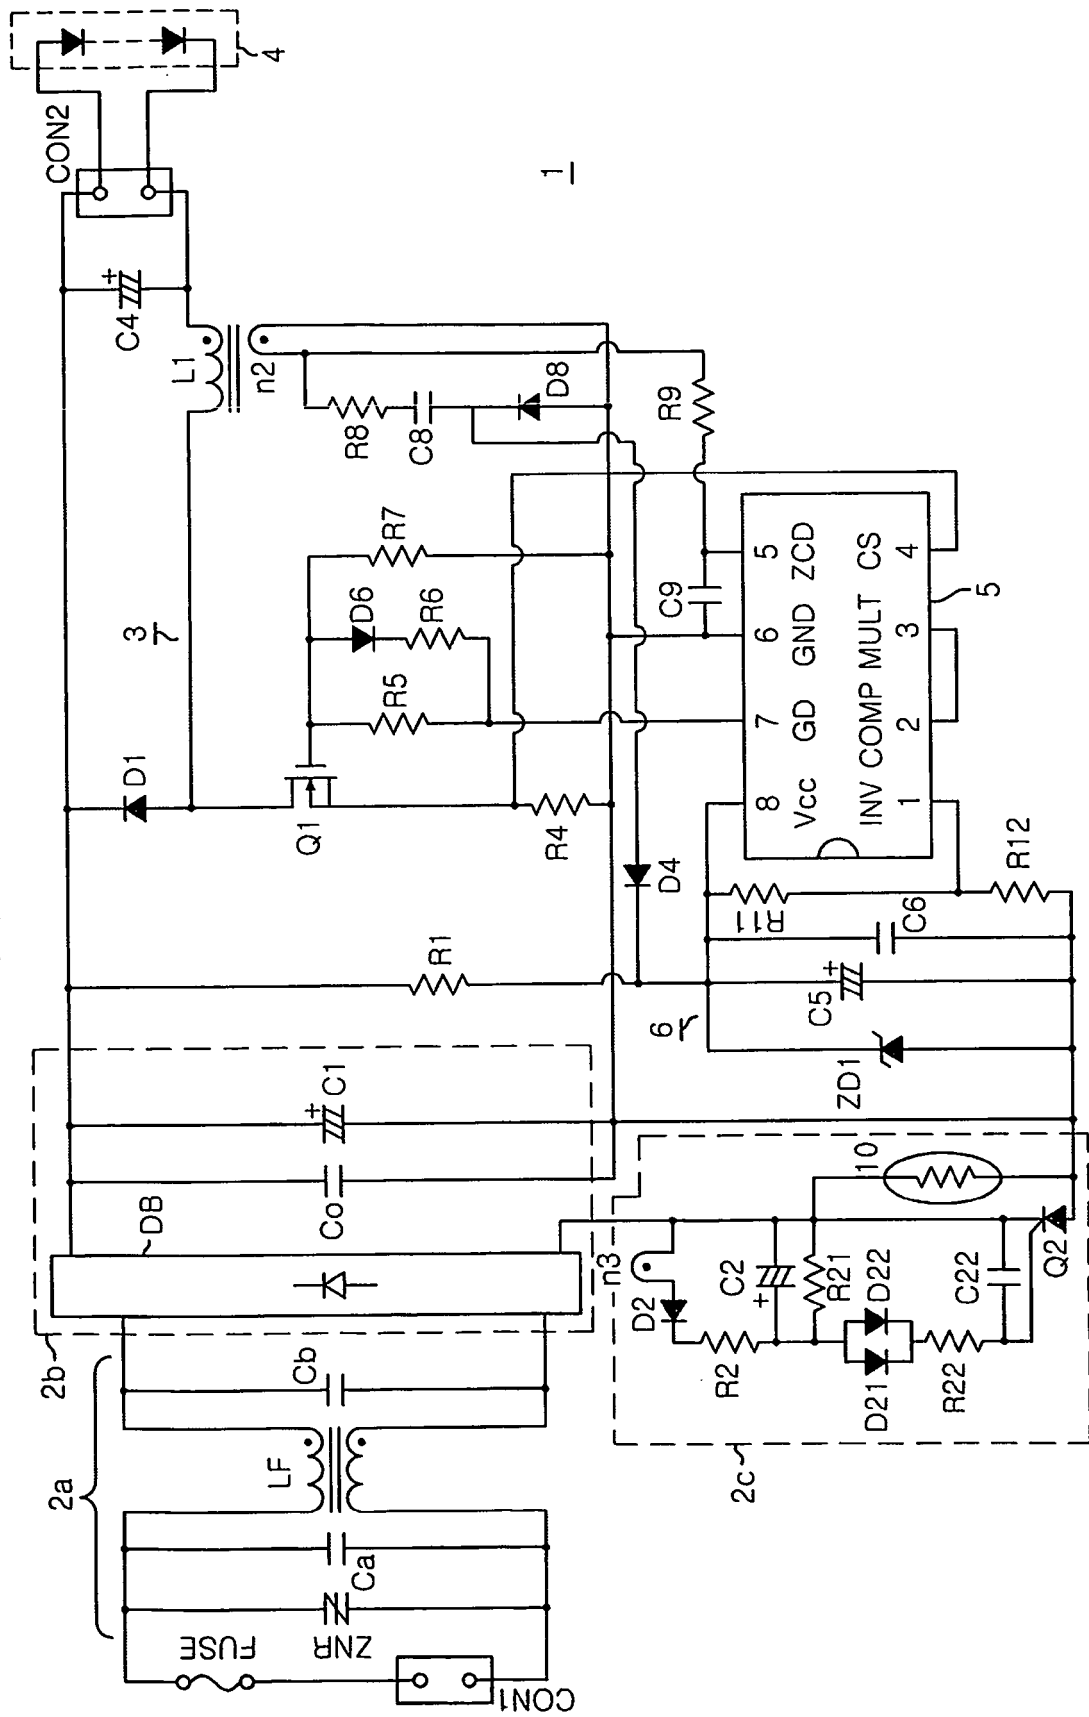 2a
FUSE
ZNR
CON1
Ca
LF
Cb
2b
DB
Co
C1
3
D1
Q1
R1
R4
R5
D6
R6
R7
L1
n2
C4
CON2
4
1
R8
C8
D8
R9
C9
D4
6
ZD1
C5
C6
R11
R12
8
7
6
5
Vcc
GD
GND
ZCD
INV
COMP
MULT
CS
1
2
3
4
5
2c
n3
D2
R2
C2
R21
D21
D22
R22
C22
Q2
10